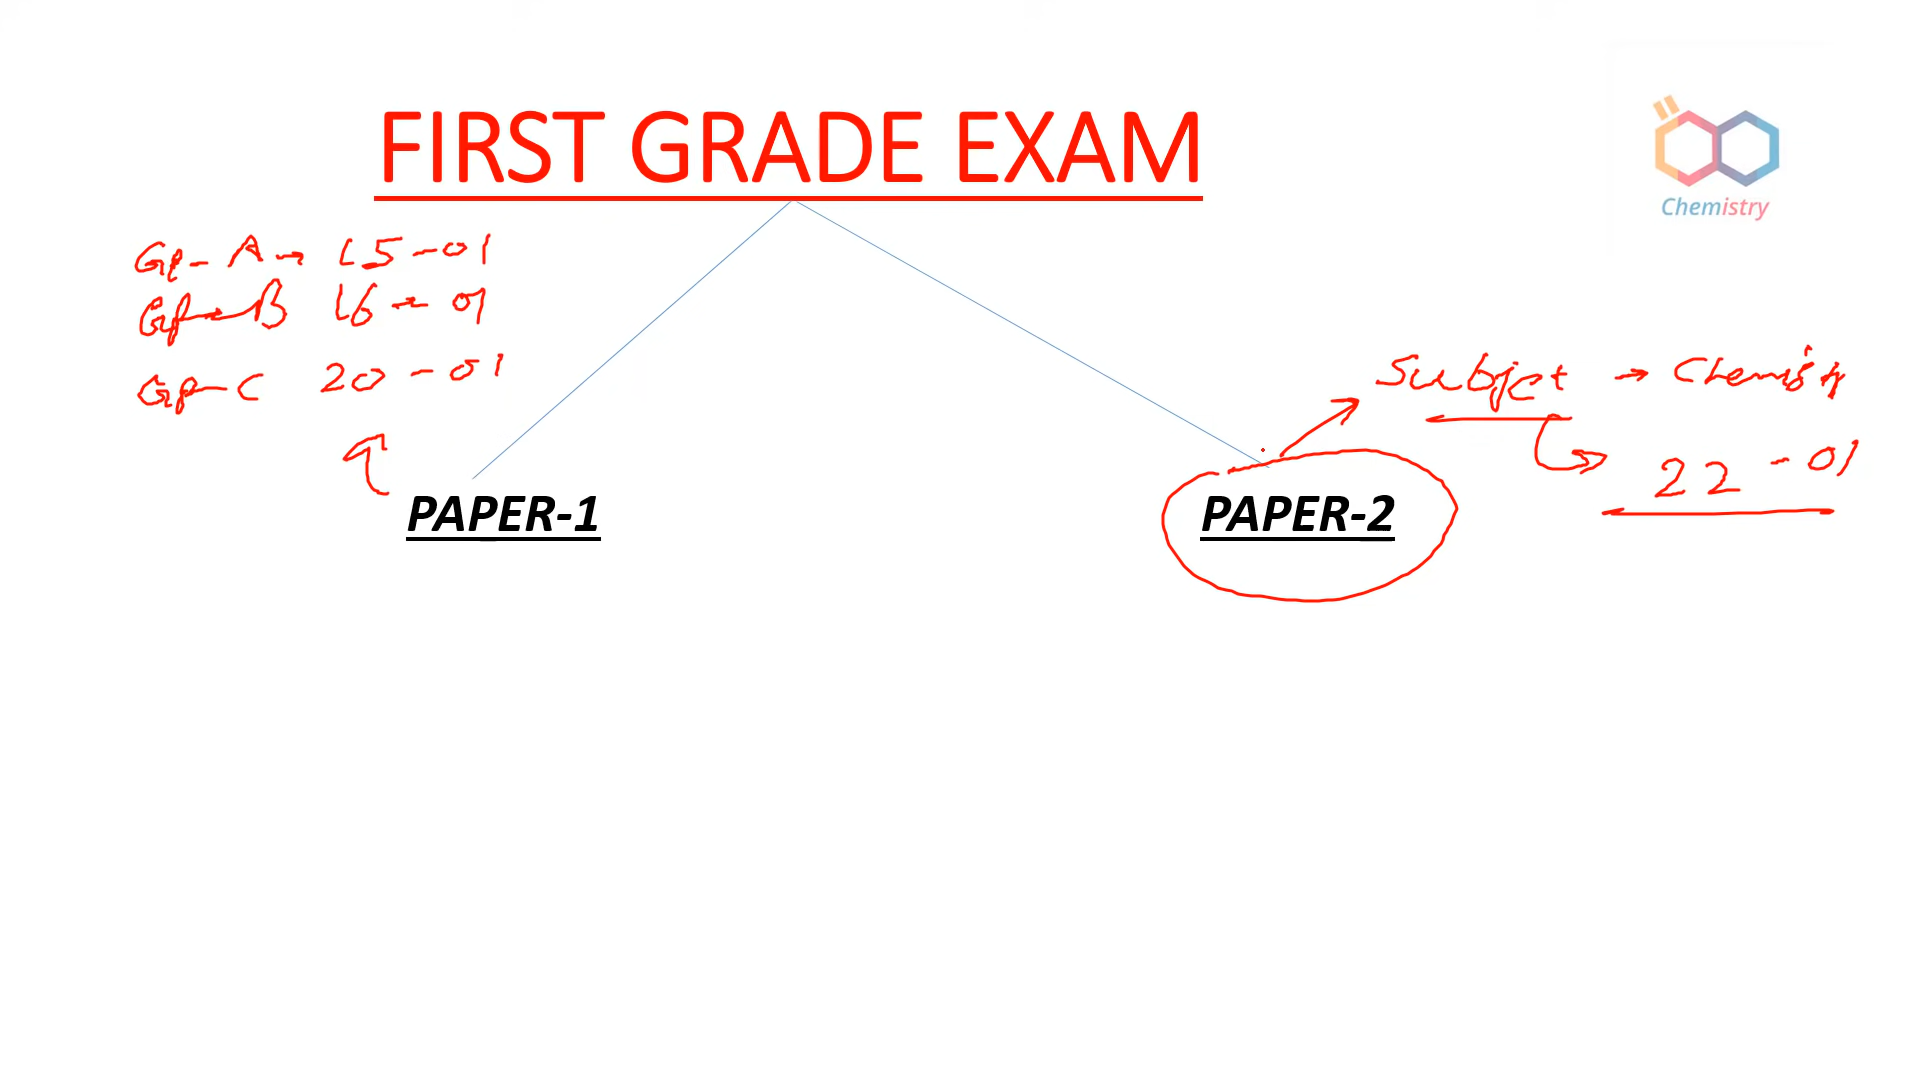 FIRST GRADE EXAM
Chemistry
Gp - A → 15 - 01
Gp - B 16 - 01
Gp - C 20 - 01
Subject → Chemistry
22 - 01
PAPER-1
PAPER-2